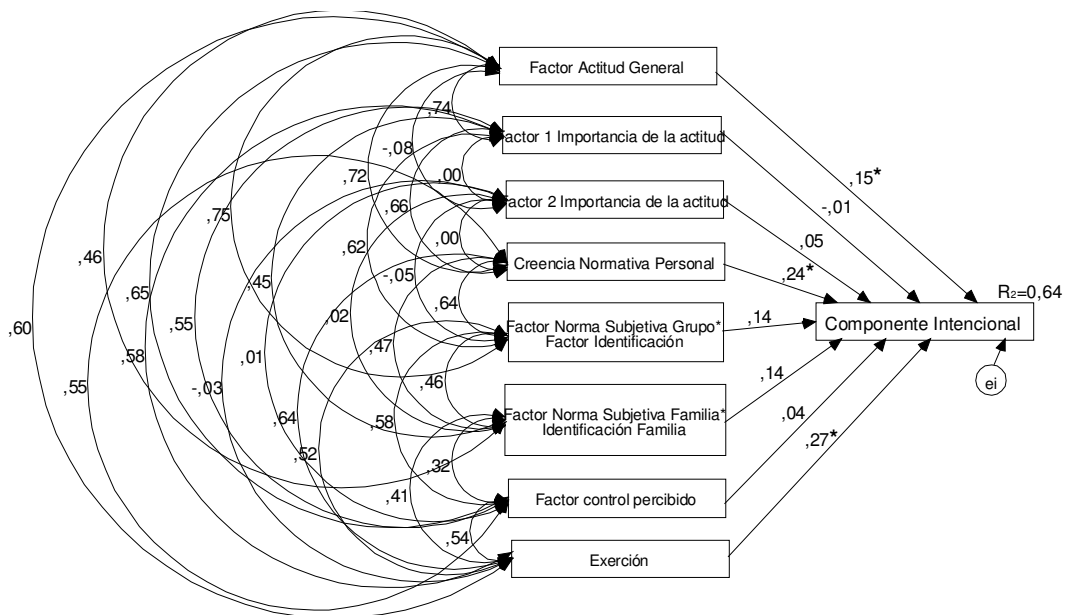 Factor Actitud General
,74
Factor 1 Importancia de la actitud
-,08
,00
,72
Factor 2 Importancia de la actitud
,66
,15*
-,01
,75
,62
,00
,05
,46
-,05
Creencia Normativa Personal
,24*
,45
,64
R2=0,64
,65
,55
,02
Factor Norma Subjetiva Grupo*
Factor Identificación
,14
Componente Intencional
,60
,58
,01
,47
,46
,14
ei
,55
-,03
,64
,58
Factor Norma Subjetiva Familia*
Identificación Familia
,04
,52
,32
,27*
,41
Factor control percibido
,54
Exerción